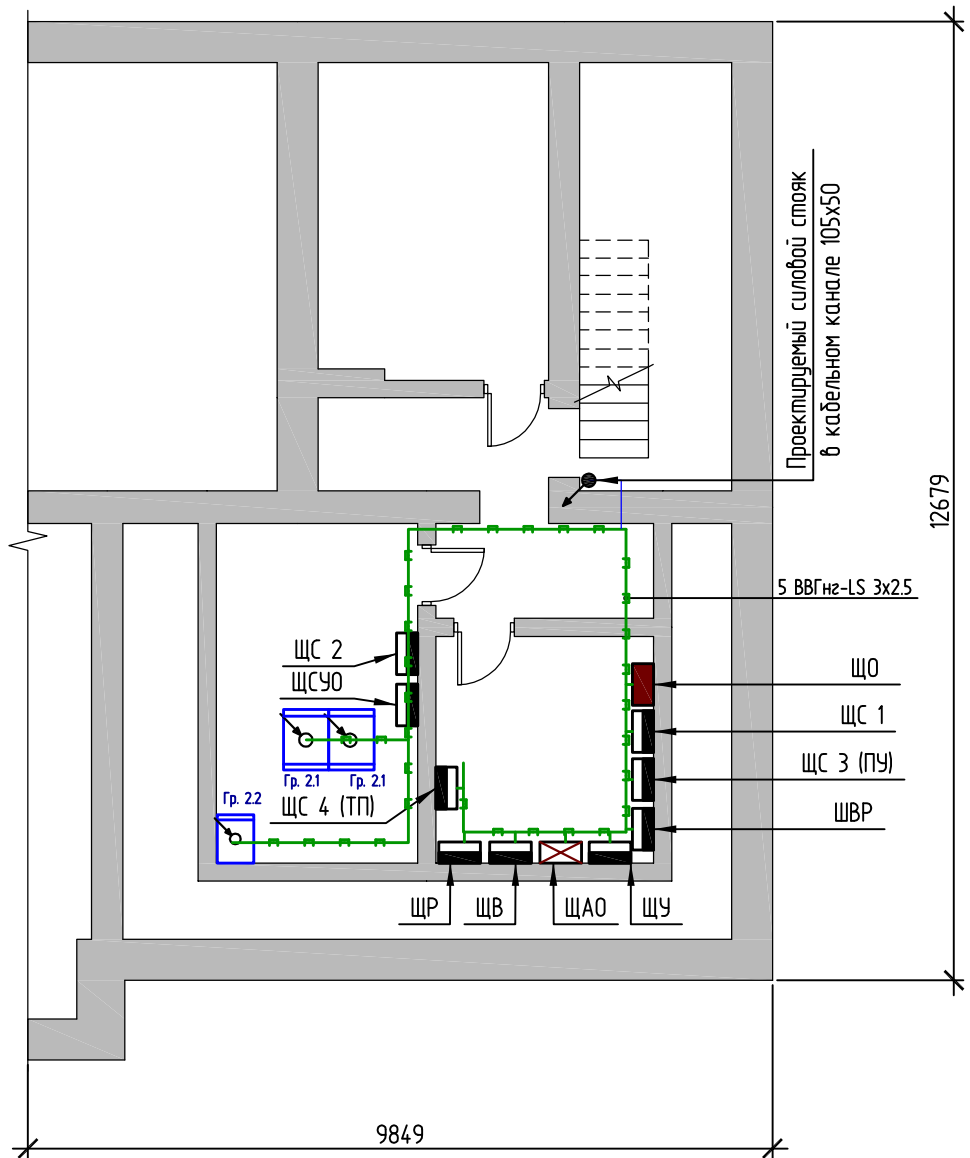 Проектируемый силовой стояк
в кабельном канале 105х50
12679
5 ВВГнг-LS 3х2.5
ЩС 2
ЩСУО
ЩО
ЩС 1
ЩС 3 (ПУ)
ШВР
Гр. 2.1
Гр. 2.1
Гр. 2.2
ЩС 4 (ТП)
ЩР
ЩВ
ЩАО
ЩУ
9849